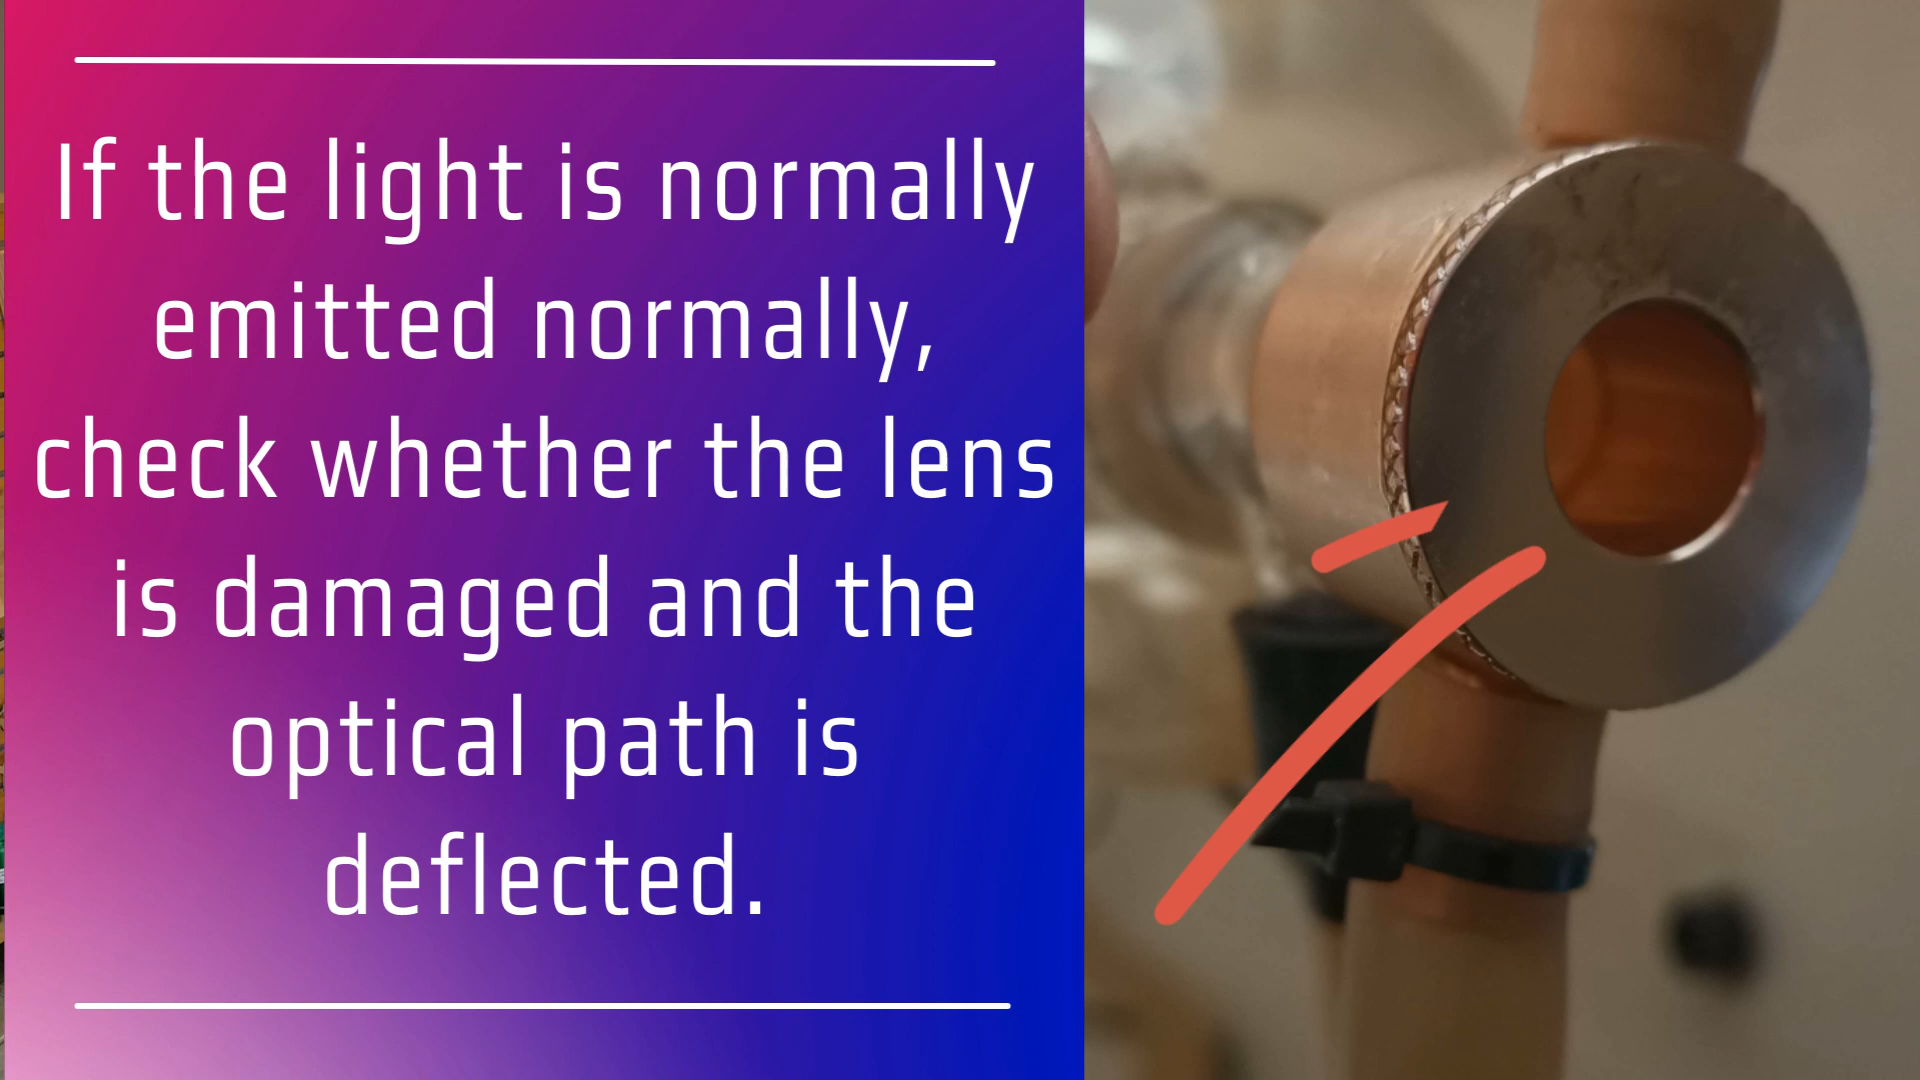 If the light is normally
emitted normally,
check whether the lens
is damaged and the
optical path is
deflected.